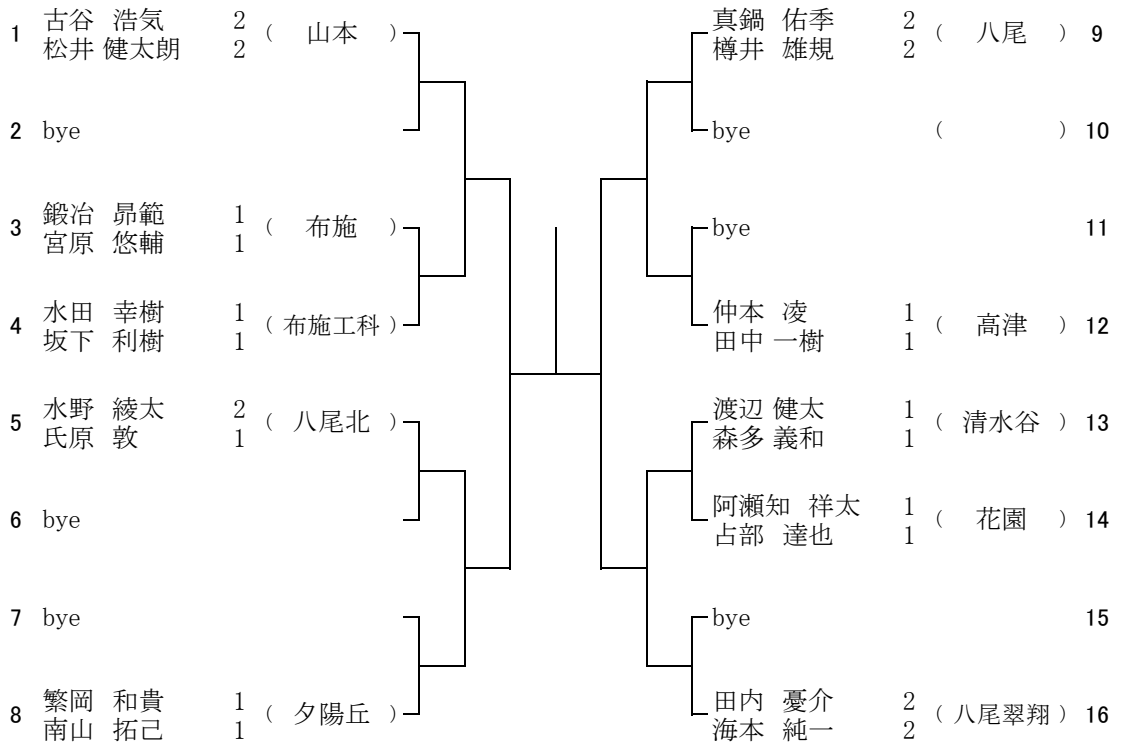 1 古谷 浩気 2 ( 山本 )
松井 健太朗 2
2 bye
3 鍛冶 昴範 1 ( 布施 )
宮原 悠輔 1
4 水田 幸樹 1 ( 布施工科 )
坂下 利樹 1
5 水野 綾太 2 ( 八尾北 )
氏原 敦 1
6 bye
7 bye
8 繁岡 和貴 1 ( 夕陽丘 )
南山 拓己 1
真鍋 佑季 2 ( 八尾 ) 9
樽井 雄規 2
bye ( ) 10
bye 11
仲本 凌 1 ( 高津 ) 12
田中 一樹 1
渡辺 健太 1 ( 清水谷 ) 13
森多 義和 1
阿瀬知 祥太 1 ( 花園 ) 14
占部 達也 1
bye 15
田内 憂介 2 ( 八尾翠翔 ) 16
海本 純一 2